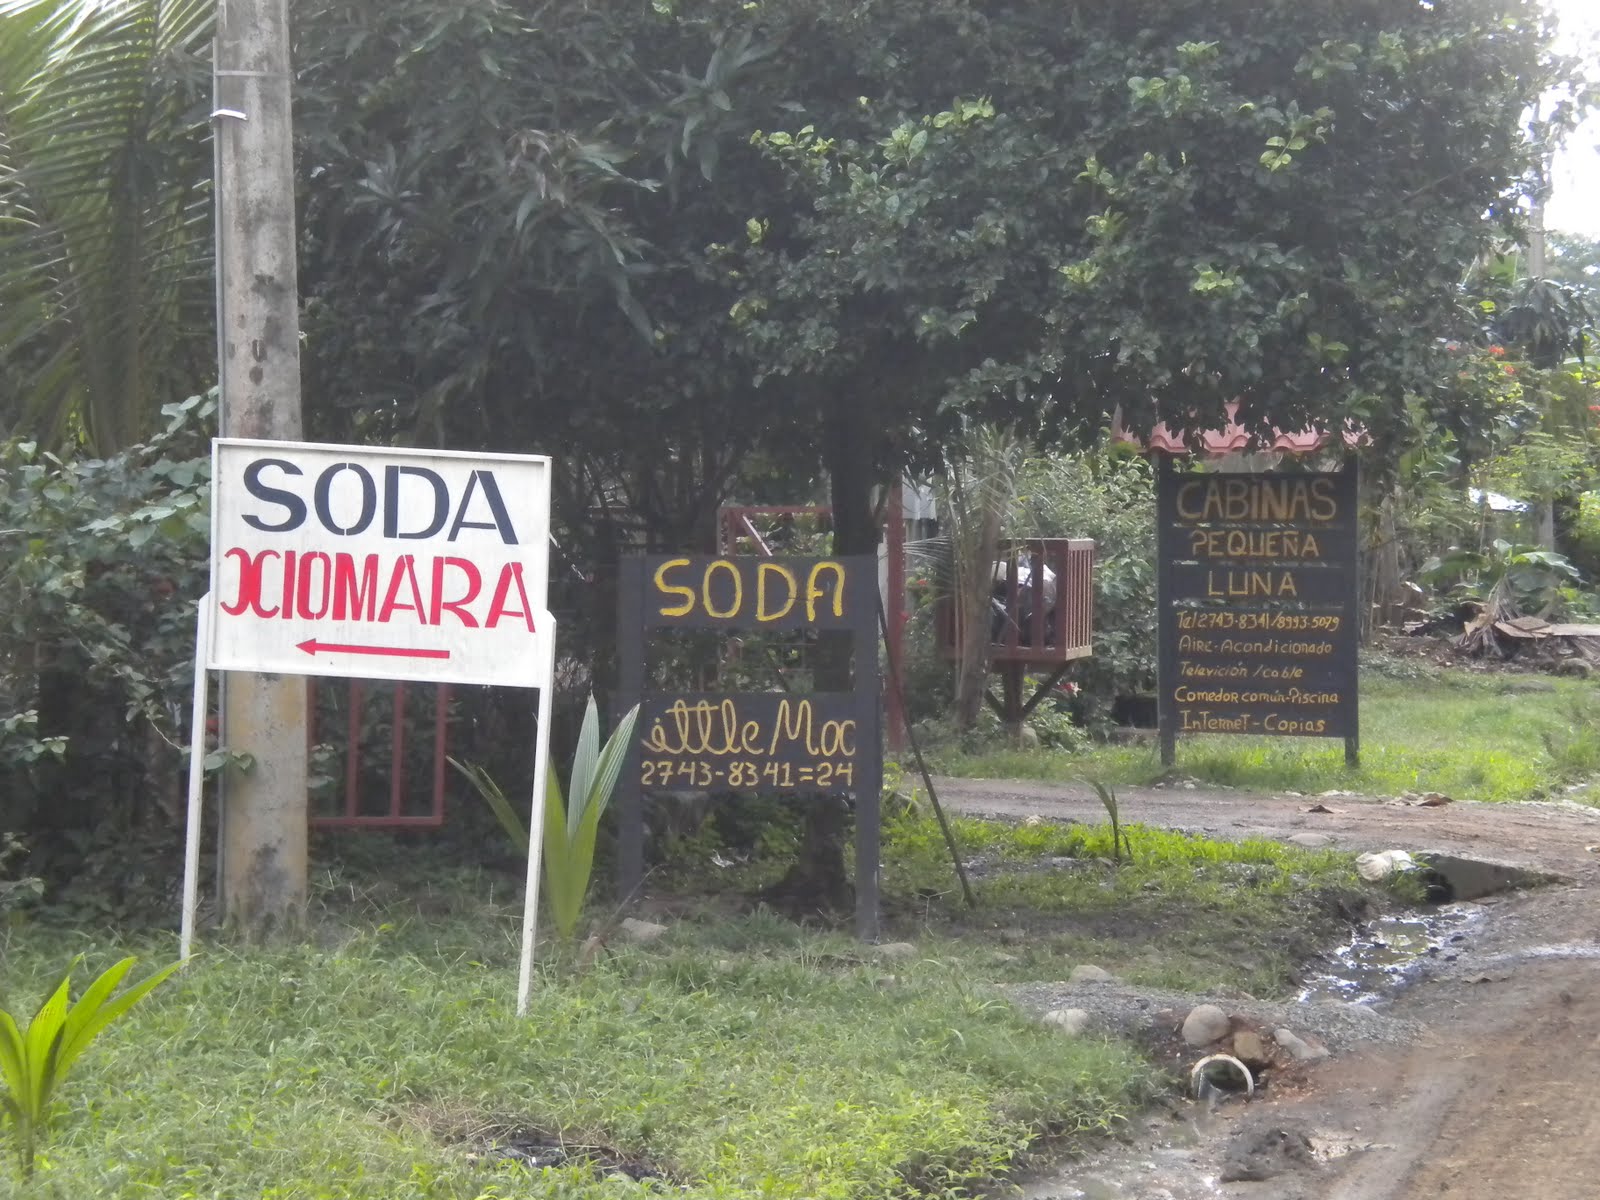 SODA
XIOMARA
SODA
Little Moo
2743-8341=24
CABINAS
PEQUEÑA
LUNA
Tel 2743-8341/8993-5079
Aire-Acondicionado
Televición/cable
Comedor común-Piscina
Internet-Copias